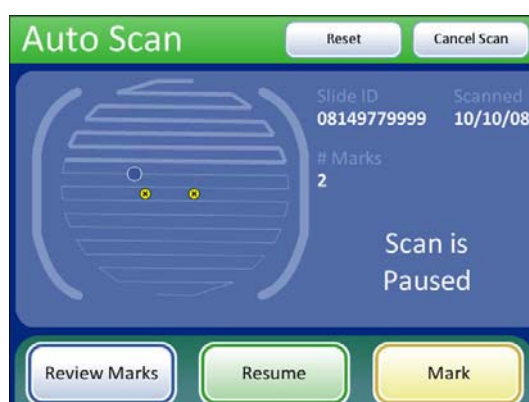 Auto Scan
Reset
Cancel Scan
Slide ID
Scanned
08149779999
10/10/08
# Marks
2
Scan is
Paused
Review Marks
Resume
Mark